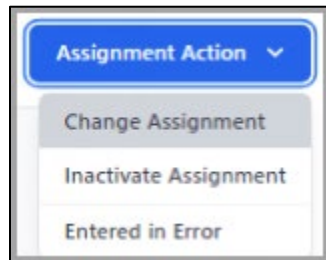 Assignment Action
Change Assignment
Inactivate Assignment
Entered in Error